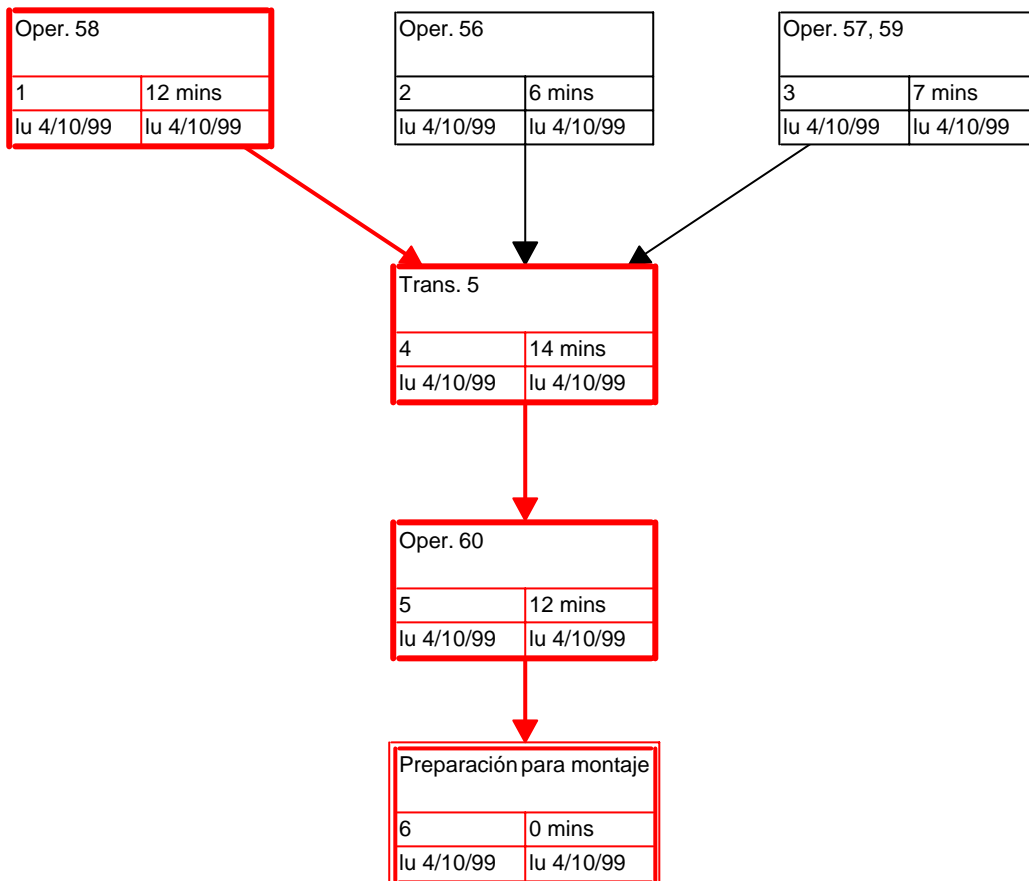 Oper. 58
1 12 mins
lu 4/10/99 lu 4/10/99
Oper. 56
2 6 mins
lu 4/10/99 lu 4/10/99
Oper. 57, 59
3 7 mins
lu 4/10/99 lu 4/10/99
Trans. 5
4 14 mins
lu 4/10/99 lu 4/10/99
Oper. 60
5 12 mins
lu 4/10/99 lu 4/10/99
Preparación para montaje
6 0 mins
lu 4/10/99 lu 4/10/99